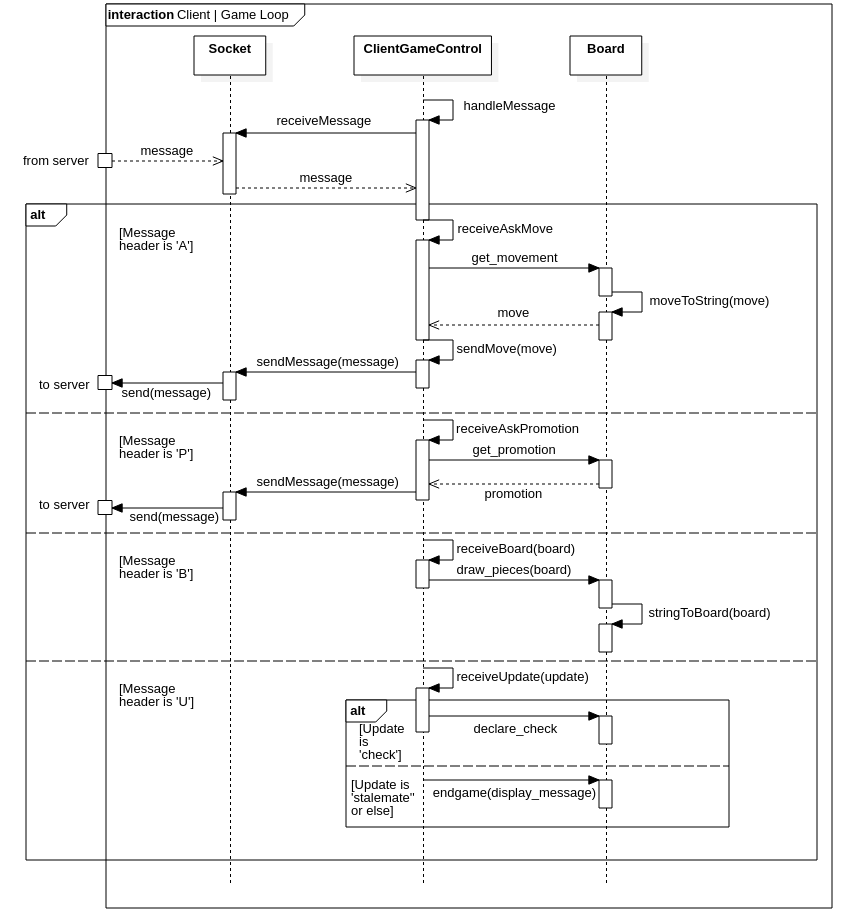 interaction Client | Game Loop
Socket
ClientGameControl
Board
handleMessage
receiveMessage
message
from server
message
alt
[Message
header is 'A']
receiveAskMove
get_movement
moveToString(move)
move
sendMove(move)
sendMessage(message)
to server
send(message)
[Message
header is 'P']
receiveAskPromotion
get_promotion
sendMessage(message)
promotion
to server
send(message)
[Message
header is 'B']
receiveBoard(board)
draw_pieces(board)
stringToBoard(board)
[Message
header is 'U']
receiveUpdate(update)
alt
[Update
is
'check']
declare_check
[Update is
'stalemate"
or else]
endgame(display_message)